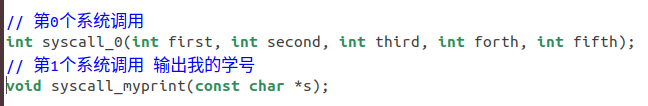 // 第0个系统调用
int syscall_0(int first, int second, int third, int forth, int fifth);
// 第1个系统调用 输出我的学号
void syscall_myprint(const char *s);